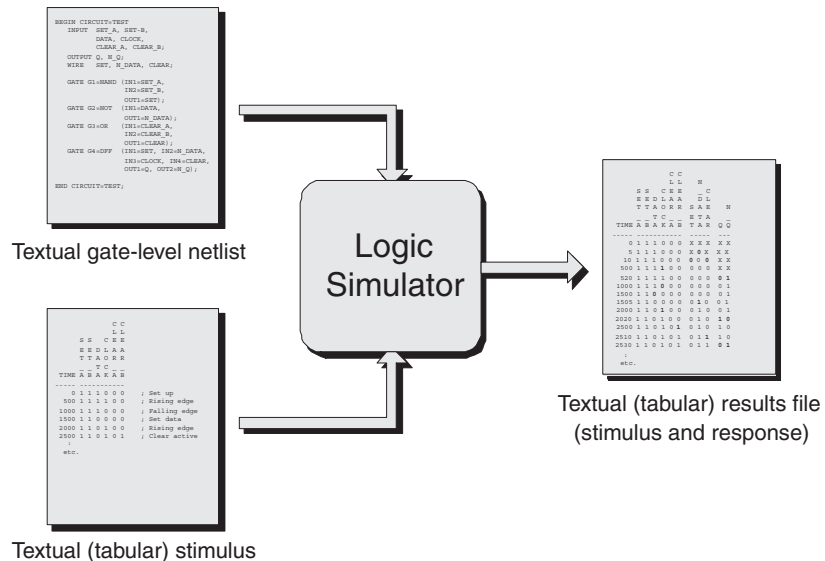 BEGIN CIRCUIT=TEST
INPUT SET_A, SET-B,
DATA, CLOCK,
CLEAR_A, CLEAR_B;
OUTPUT Q, N_Q;
WIRE SET, N_DATA, CLEAR;
GATE G1=NAND (IN1=SET_A,
IN2=SET_B,
OUT1=SET);
GATE G2=NOT (IN1=DATA,
OUT1=N_DATA);
GATE G3=OR (IN1=CLEAR_A,
IN2=CLEAR_B,
OUT1=CLEAR);
GATE G4=DFF (IN1=SET, IN2=N_DATA,
IN3=CLOCK, IN4=CLEAR,
OUT1=Q, OUT2=N_Q);
END CIRCUIT=TEST;
Textual gate-level netlist
C C
L L
S S C E E
E E D L A A
T T A O R R
_ _ T C _ _
TIME A B A K A B
----- -----------
0 1 1 1 0 0 0 ; Set up
500 1 1 1 1 0 0 ; Rising edge
1000 1 1 1 0 0 0 ; Falling edge
1500 1 1 0 0 0 0 ; Set data
2000 1 1 0 1 0 0 ; Rising edge
2500 1 1 0 1 0 1 ; Clear active
:
etc.
Textual (tabular) stimulus
Logic
Simulator
C C
L L N
S S C E E _ C
E E D L A A D L
T T A O R R S A E N
_ _ T C _ _ E T A _
TIME A B A K A B T A R Q Q
----- ----------- ----- ---
0 1 1 1 0 0 0 X X X X X
5 1 1 1 0 0 0 X 0 X X X
10 1 1 1 0 0 0 0 0 0 X X
500 1 1 1 1 0 0 0 0 0 X X
520 1 1 1 1 0 0 0 0 0 0 1
1000 1 1 1 0 0 0 0 0 0 0 1
1500 1 1 0 0 0 0 0 0 0 0 1
1505 1 1 0 0 0 0 0 1 0 0 1
2000 1 1 0 1 0 0 0 1 0 0 1
2020 1 1 0 1 0 0 0 1 0 1 0
2500 1 1 0 1 0 1 0 1 0 1 0
2510 1 1 0 1 0 1 0 1 1 1 0
2530 1 1 0 1 0 1 0 1 1 0 1
:
etc.
Textual (tabular) results file
(stimulus and response)